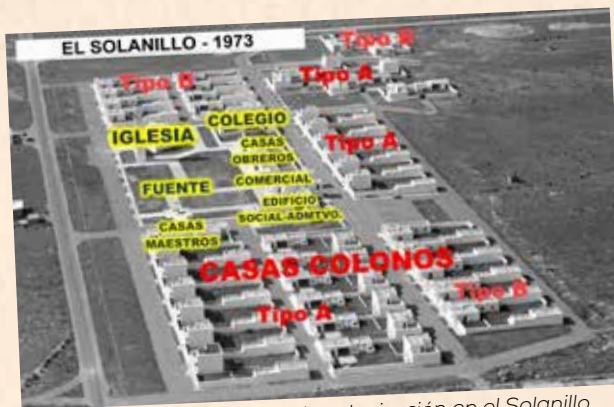 EL SOLANILLO - 1973
Tipo B
Tipo B
Tipo A
COLEGIO
IGLESIA
CASAS
OBREROS
Tipo A
FUENTE
COMERCIAL
EDIFICIO
SOCIAL-ADMTVO.
CASAS
MAESTROS
CASAS COLONOS
Tipo B
Tipo A
en el Solanillo